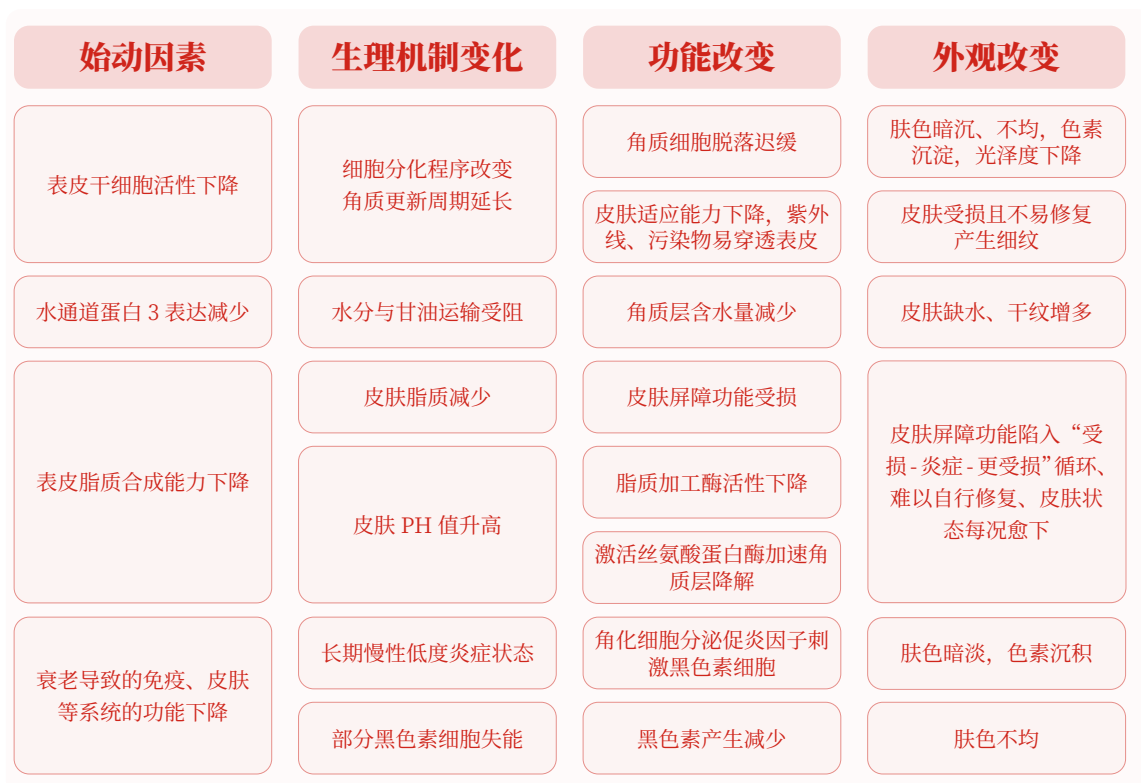 始动因素
生理机制变化
功能改变
外观改变
表皮干细胞活性下降
细胞分化程序改变
角质更新周期延长
角质细胞脱落迟缓
肤色暗沉、不均，色素
沉淀，光泽度下降
皮肤适应能力下降，紫外
线、污染物易穿透表皮
皮肤受损且不易修复
产生细纹
水通道蛋白 3 表达减少
水分与甘油运输受阻
角质层含水量减少
皮肤缺水、干纹增多
表皮脂质合成能力下降
皮肤脂质减少
皮肤屏障功能受损
皮肤 PH 值升高
脂质加工酶活性下降
激活丝氨酸蛋白酶加速角
质层降解
皮肤屏障功能陷入“受
损 - 炎症 - 更受损”循环、
难以自行修复、皮肤状
态每况愈下
衰老导致的免疫、皮肤
等系统的功能下降
长期慢性低度炎症状态
角化细胞分泌促炎因子刺
激黑色素细胞
肤色暗淡，色素沉积
部分黑色素细胞失能
黑色素产生减少
肤色不均